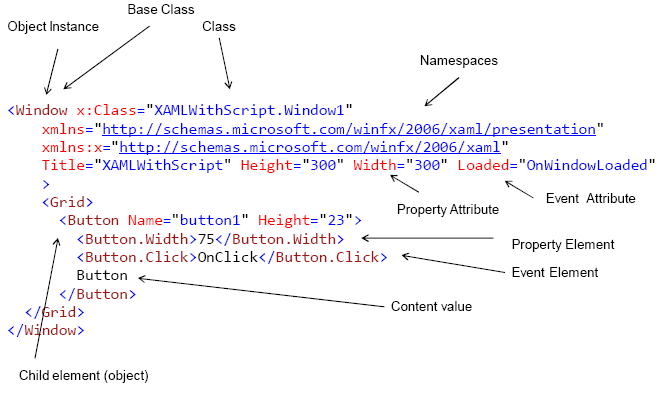 Base Class
Object Instance
Class
Namespaces
<Window x:Class="XAMLWithScript.Window1"
xmlns="http://schemas.microsoft.com/winfx/2006/xaml/presentation"
xmlns:x="http://schemas.microsoft.com/winfx/2006/xaml"
Title="XAMLWithScript" Height="300" Width="300" Loaded="OnWindowLoaded"
>
Event Attribute
<Grid>
Property Attribute
<Button Name="button1" Height="23">
<Button.Width>75</Button.Width>
Property Element
<Button.Click>OnClick</Button.Click>
Event Element
Button
</Button>
Content value
</Grid>
</Window>
Child element (object)